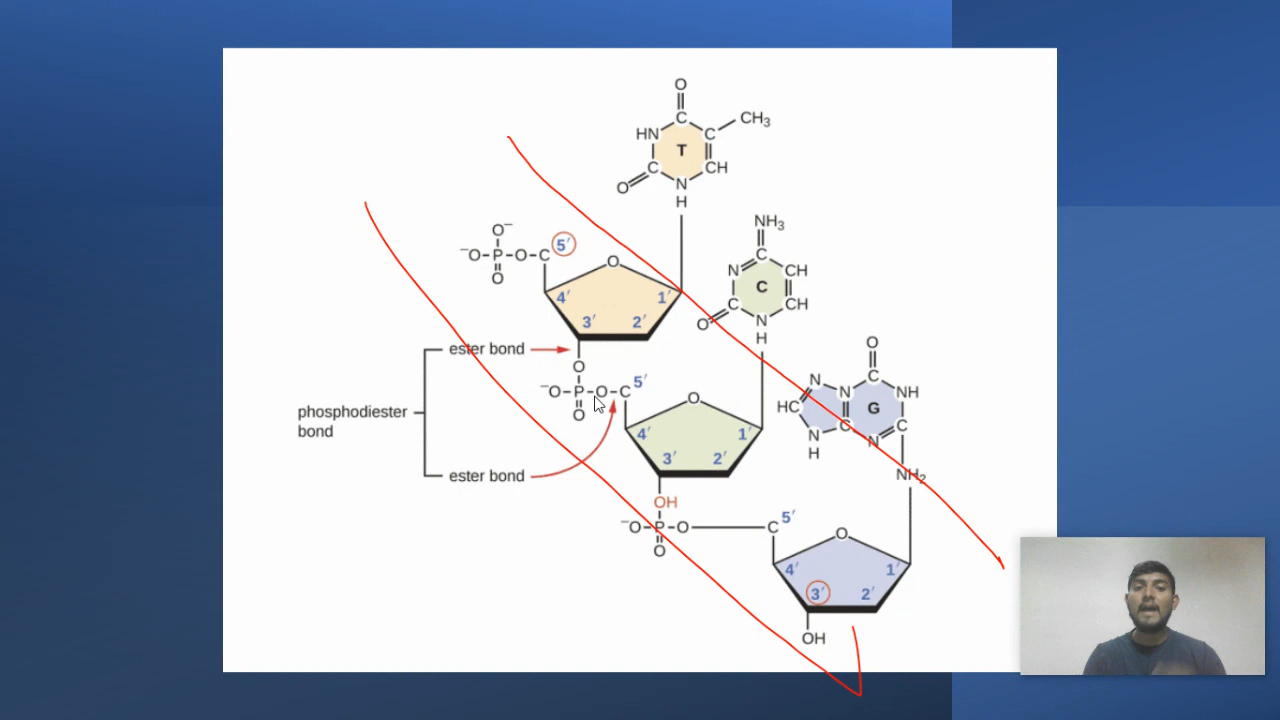 O
C
CH₃
HN
C
T
C
CH
O
N
H
⁻O-P-O-C
O⁻
O
5′
O
4′
1′
3′
2′
NH₃
C
N
CH
C
C
CH
O
N
H
ester bond
O
⁻O-P-O-C
O
5′
phosphodiester
bond
ester bond
O
4′
1′
3′
2′
O
C
N
N
NH
HC
G
C
C
N
N
H
NH₂
OH
⁻O-P-O
C
5′
O
O
4′
1′
3′
2′
OH